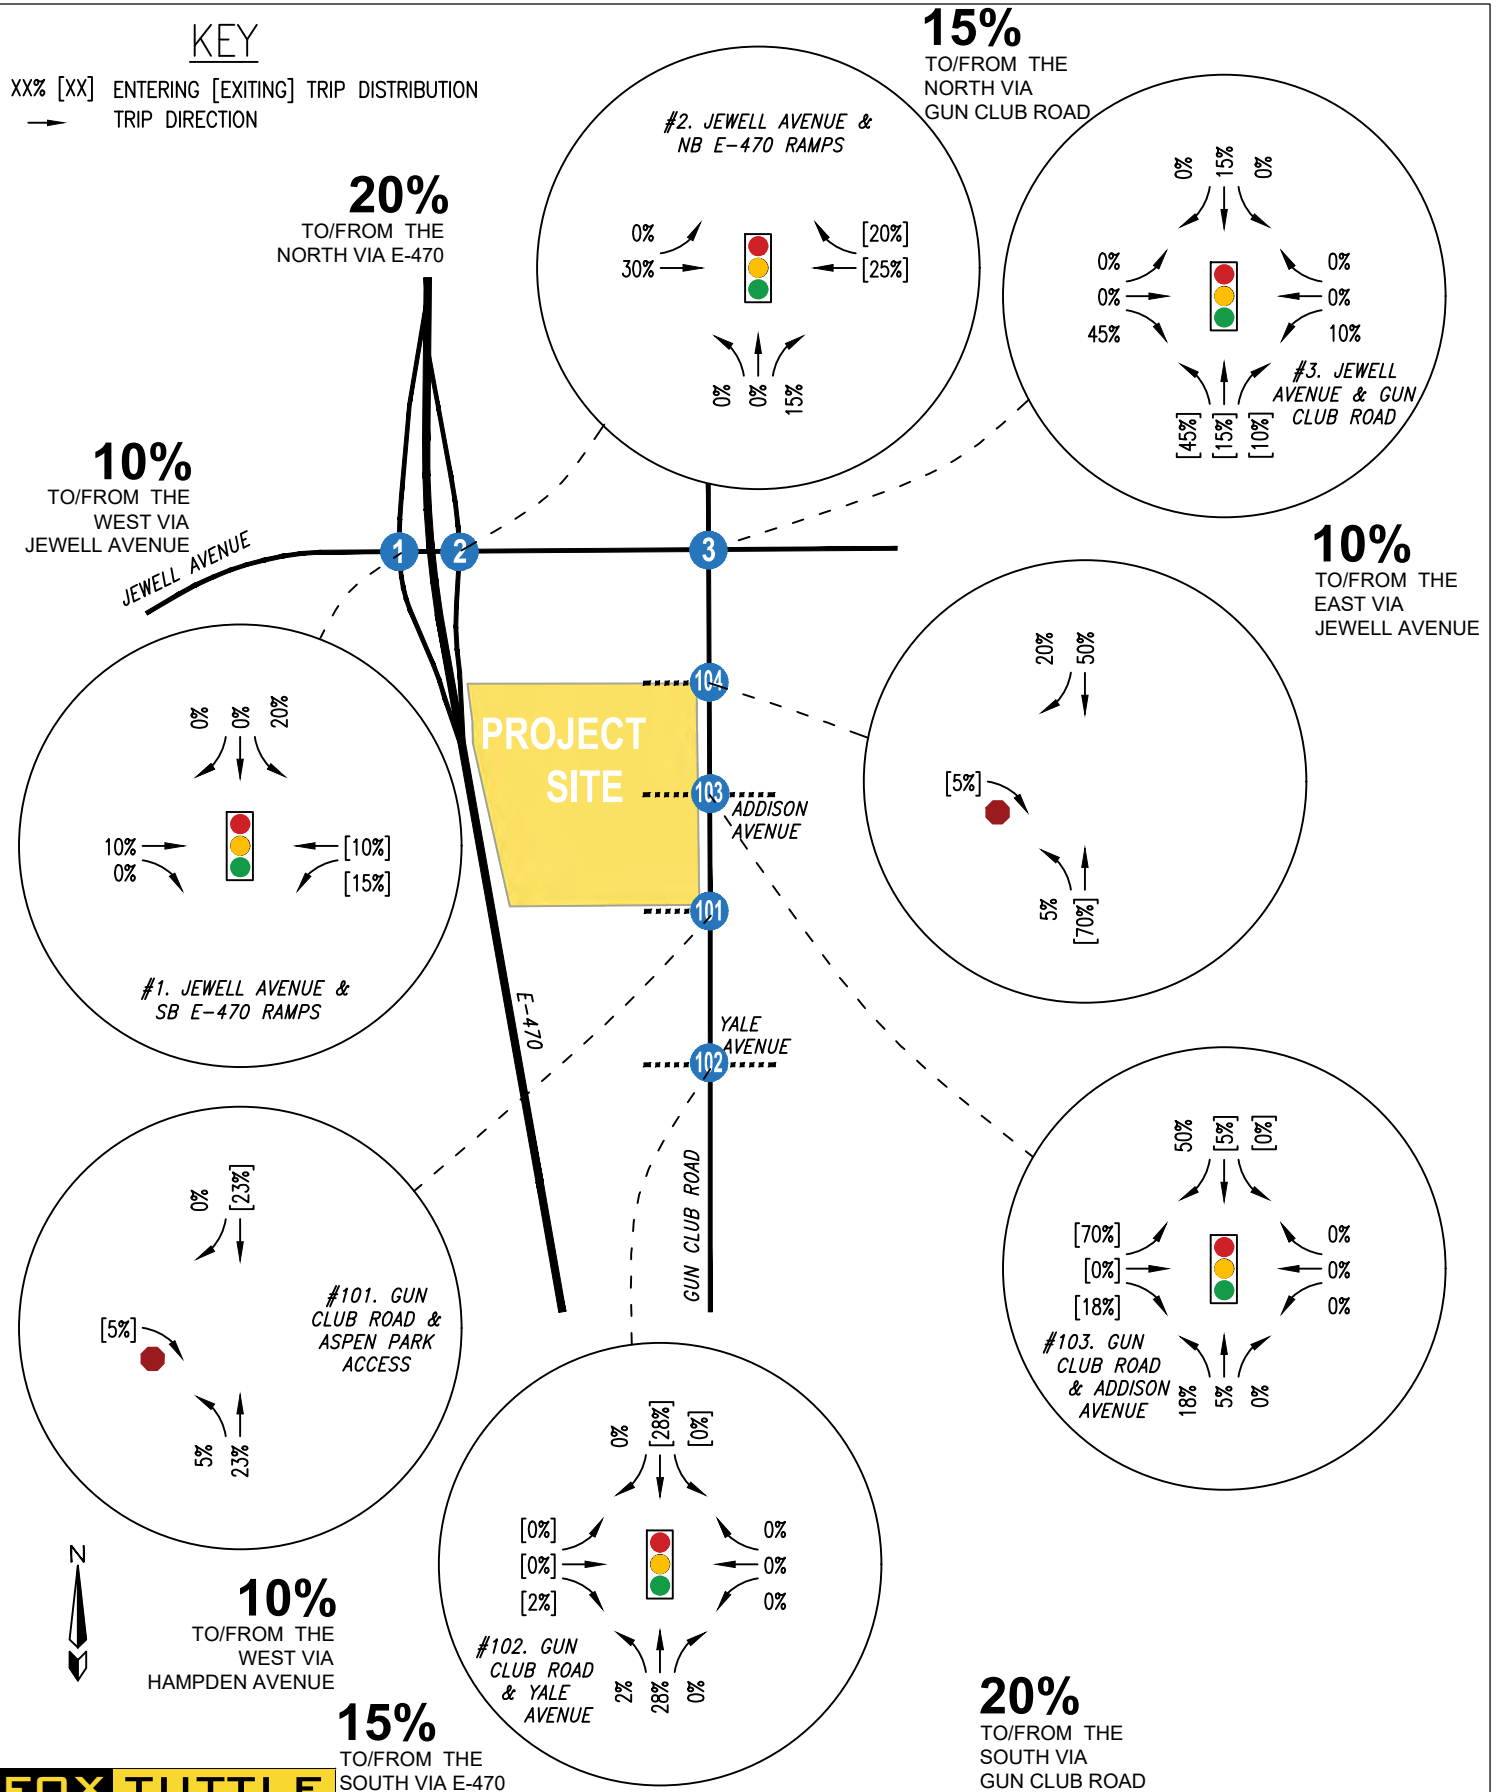 KEY
XX% [XX] ENTERING [EXITING] TRIP DISTRIBUTION
TRIP DIRECTION
15%
TO/FROM THE
NORTH VIA
GUN CLUB ROAD
20%
TO/FROM THE
NORTH VIA E-470
#2. JEWELL AVENUE &
NB E-470 RAMPS
0%
30%
[20%]
[25%]
0% 0% 15%
0% 15% 0%
0%
0%
45%
0%
0%
10%
#3. JEWELL
AVENUE & GUN
CLUB ROAD
[45%] [15%] [10%]
10%
TO/FROM THE
WEST VIA
JEWELL AVENUE
JEWELL AVENUE
1
2
3
10%
TO/FROM THE
EAST VIA
JEWELL AVENUE
0% 0% 20%
10%
0%
[10%]
[15%]
#1. JEWELL AVENUE &
SB E-470 RAMPS
PROJECT
SITE
104
103
ADDISON
AVENUE
101
E-470
YALE
AVENUE
102
GUN CLUB ROAD
20% 50%
[5%]
5% [70%]
0% [23%]
[5%]
#101. GUN
CLUB ROAD &
ASPEN PARK
ACCESS
5% 23%
50% [5%] [0%]
[70%]
[0%]
[18%]
0%
0%
0%
#103. GUN
CLUB ROAD
& ADDISON
AVENUE
18% 5% 0%
0% [28%] [0%]
[0%]
[0%]
[2%]
0%
0%
0%
#102. GUN
CLUB ROAD
& YALE
AVENUE
2% 28% 0%
N
10%
TO/FROM THE
WEST VIA
HAMPDEN AVENUE
15%
TO/FROM THE
SOUTH VIA E-470
20%
TO/FROM THE
SOUTH VIA
GUN CLUB ROAD
FOX TUTTLE